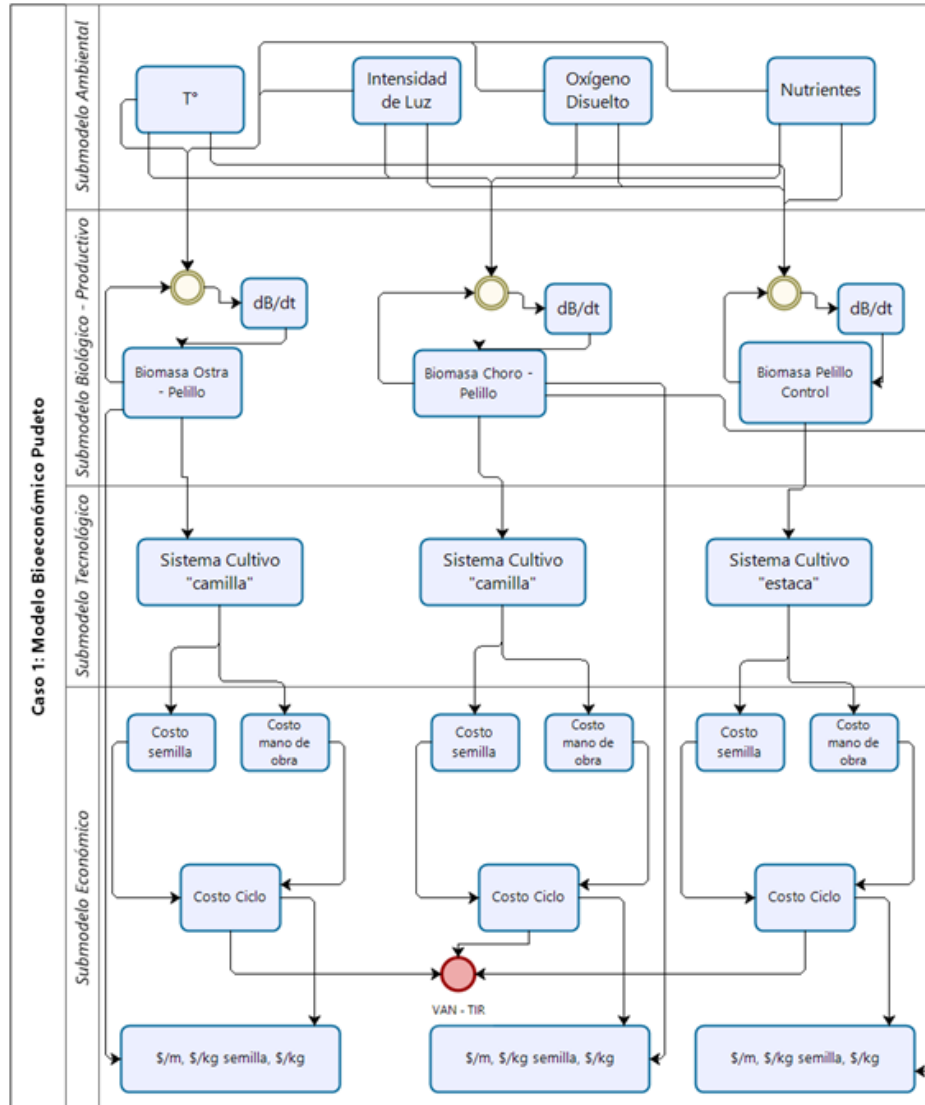 Caso 1: Modelo Bioeconómico Pudeto
Submodelo Ambiental
T°
Intensidad
de Luz
Oxígeno
Disuelto
Nutrientes
Submodelo Biológico - Productivo
dB/dt
dB/dt
dB/dt
Biomasa Ostra
- Pelillo
Biomasa Choro -
Pelillo
Biomasa Pelillo
Control
Submodelo Tecnológico
Sistema Cultivo
"camilla"
Sistema Cultivo
"camilla"
Sistema Cultivo
"estaca"
Submodelo Económico
Costo
semilla
Costo
mano de
obra
Costo
semilla
Costo
mano de
obra
Costo
semilla
Costo
mano de
obra
Costo Ciclo
Costo Ciclo
Costo Ciclo
VAN - TIR
$/m, $/kg semilla, $/kg
$/m, $/kg semilla, $/kg
$/m, $/kg semilla, $/kg